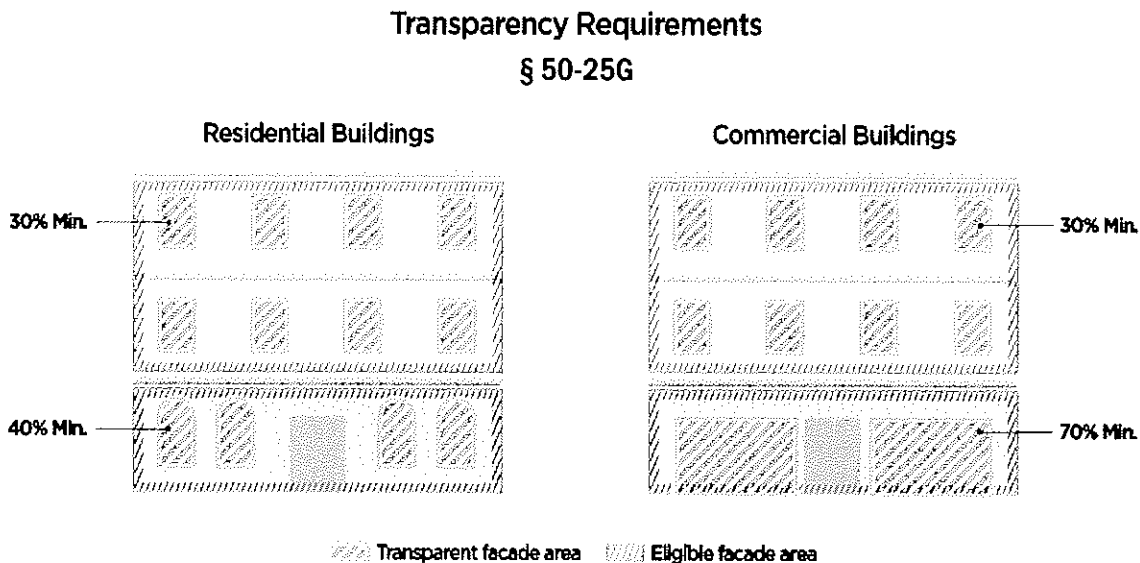 Transparency Requirements
§ 50-25G
Residential Buildings
Commercial Buildings
30% Min.
30% Min.
40% Min.
70% Min.
Transparent facade area
Eligible facade area